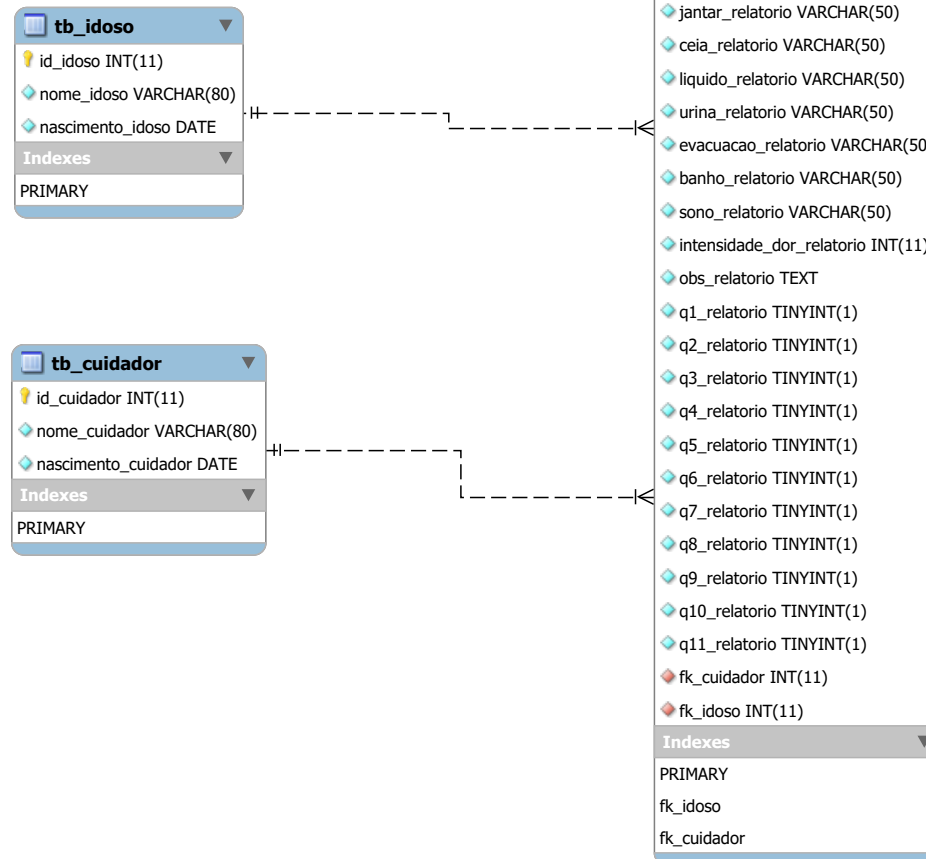 tb_idoso
id_idoso INT(11)
nome_idoso VARCHAR(80)
nascimento_idoso DATE
Indexes
PRIMARY
tb_cuidador
id_cuidador INT(11)
nome_cuidador VARCHAR(80)
nascimento_cuidador DATE
Indexes
PRIMARY
jantar_relatorio VARCHAR(50)
ceia_relatorio VARCHAR(50)
liquido_relatorio VARCHAR(50)
urina_relatorio VARCHAR(50)
evacuacao_relatorio VARCHAR(50
banho_relatorio VARCHAR(50)
sono_relatorio VARCHAR(50)
intensidade_dor_relatorio INT(11)
obs_relatorio TEXT
q1_relatorio TINYINT(1)
q2_relatorio TINYINT(1)
q3_relatorio TINYINT(1)
q4_relatorio TINYINT(1)
q5_relatorio TINYINT(1)
q6_relatorio TINYINT(1)
q7_relatorio TINYINT(1)
q8_relatorio TINYINT(1)
q9_relatorio TINYINT(1)
q10_relatorio TINYINT(1)
q11_relatorio TINYINT(1)
fk_cuidador INT(11)
fk_idoso INT(11)
Indexes
PRIMARY
fk_idoso
fk_cuidador